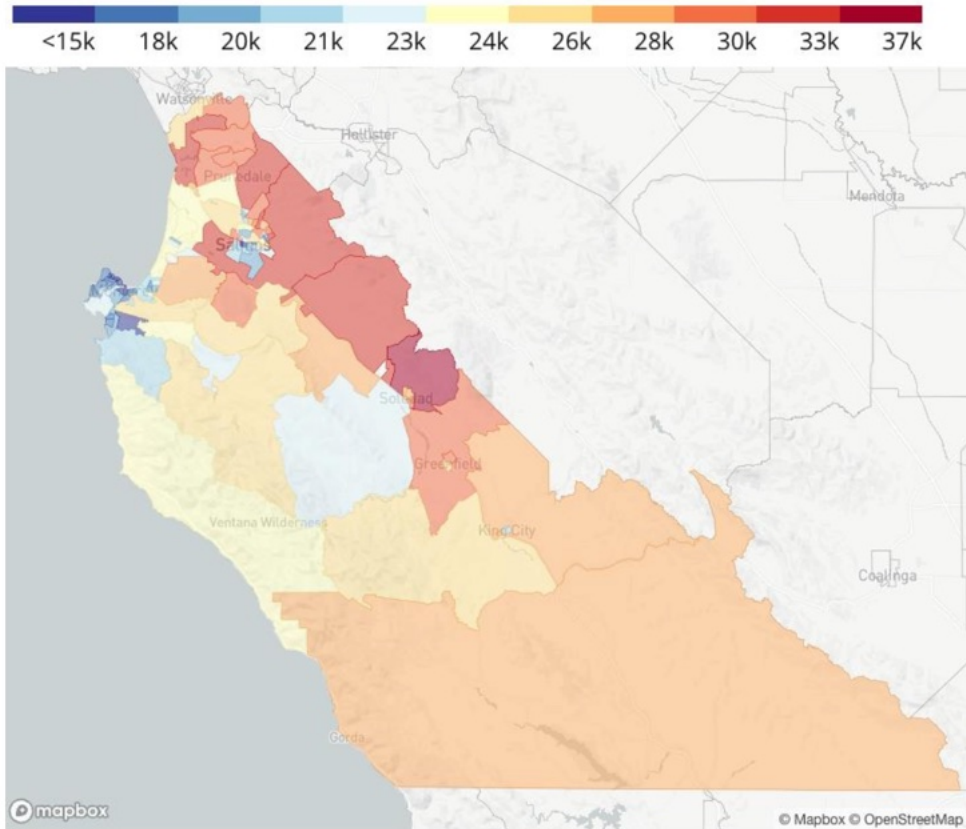 <15k 18k 20k 21k 23k 24k 26k 28k 30k 33k 37k
Watsonville
Hollister
Prunedale
Mendota
Salinas
Soledad
Greenfield
Ventana Wilderness
King City
Coalinga
Gorda
mapbox
© Mapbox © OpenStreetMap